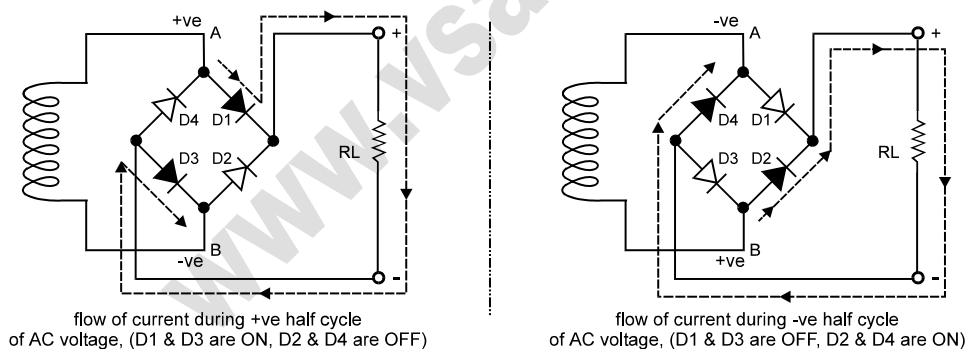 +ve
A
+
D4
D1
D3
D2
RL
B
-ve
-
flow of current during +ve half cycle
of AC voltage, (D1 & D3 are ON, D2 & D4 are OFF)
-ve
A
+
D4
D1
D3
D2
RL
B
+ve
-
flow of current during -ve half cycle
of AC voltage, (D1 & D3 are OFF, D2 & D4 are ON)
www.vsa